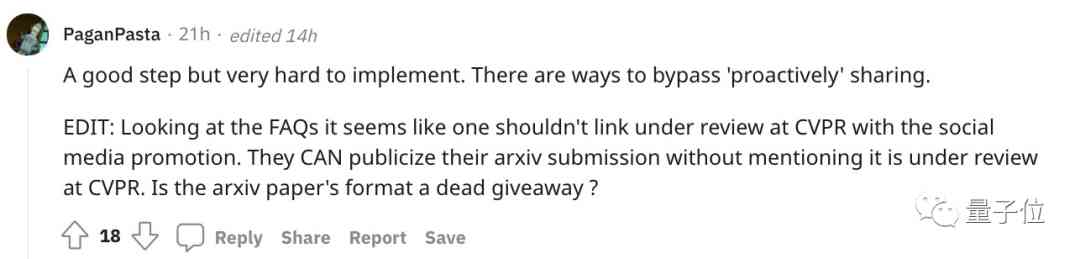 PaganPasta · 21h · edited 14h
A good step but very hard to implement. There are ways to bypass 'proactively' sharing.
EDIT: Looking at the FAQs it seems like one shouldn't link under review at CVPR with the social
media promotion. They CAN publicize their arxiv submission without mentioning it is under review
at CVPR. Is the arxiv paper's format a dead giveaway ?
量子位
18 Reply Share Report Save